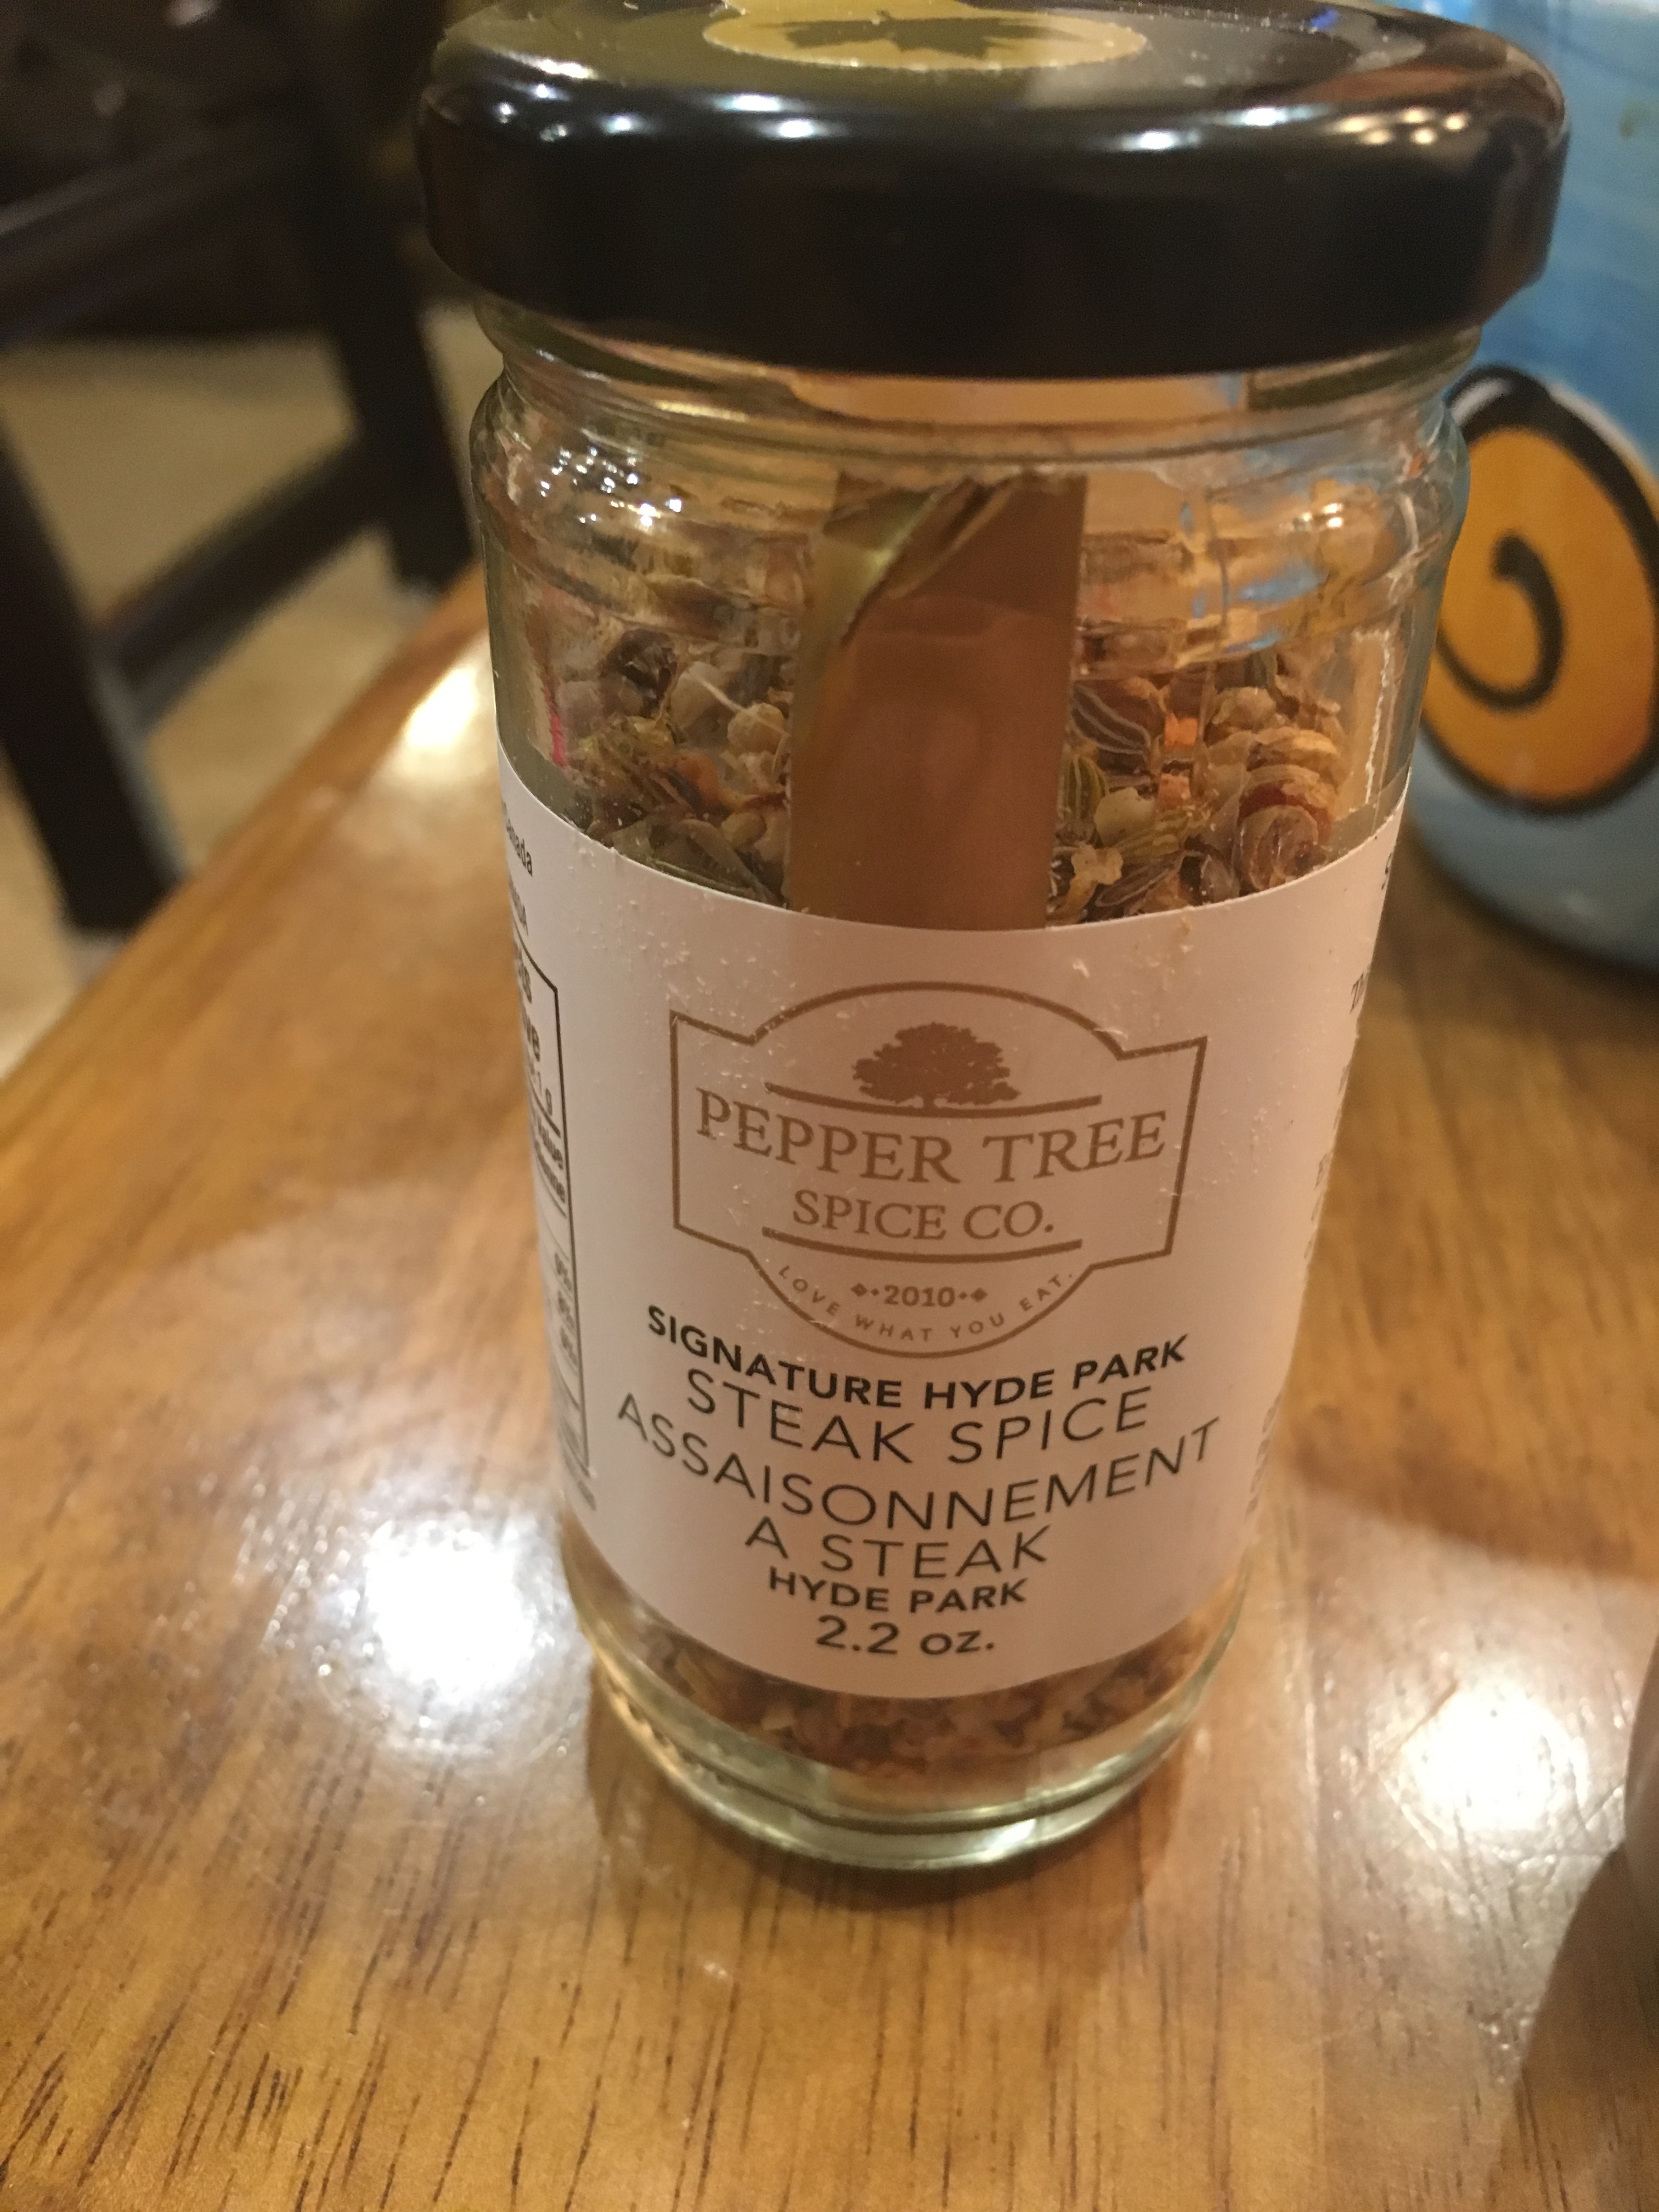 PEPPER TREE
SPICE CO.
2010
LOVE WHAT YOU EAT.
SIGNATURE HYDE PARK
STEAK SPICE
ASSAISONNEMENT
A STEAK
HYDE PARK
2.2 oz.